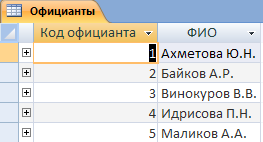 Официанты
Код официанта ФИО
1 Ахметова Ю.Н.
2 Байков А.Р.
3 Винокуров В.В.
4 Идрисова П.Н.
5 Маликов А.А.